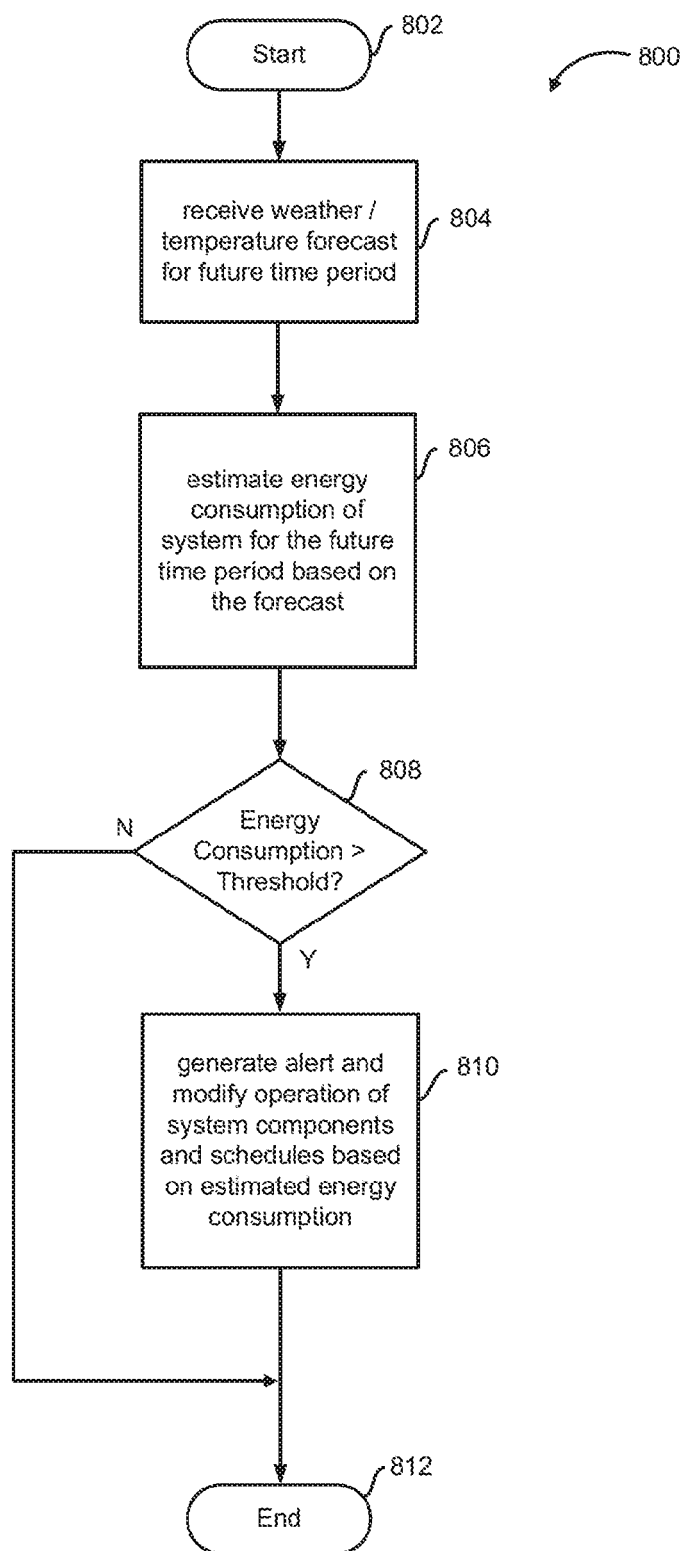 Start
802
800
receive weather /
temperature forecast
for future time period
804
estimate energy
consumption of
system for the future
time period based on
the forecast
806
808
Energy
Consumption >
Threshold?
N
Y
generate alert and
modify operation of
system components
and schedules based
on estimated energy
consumption
810
812
End